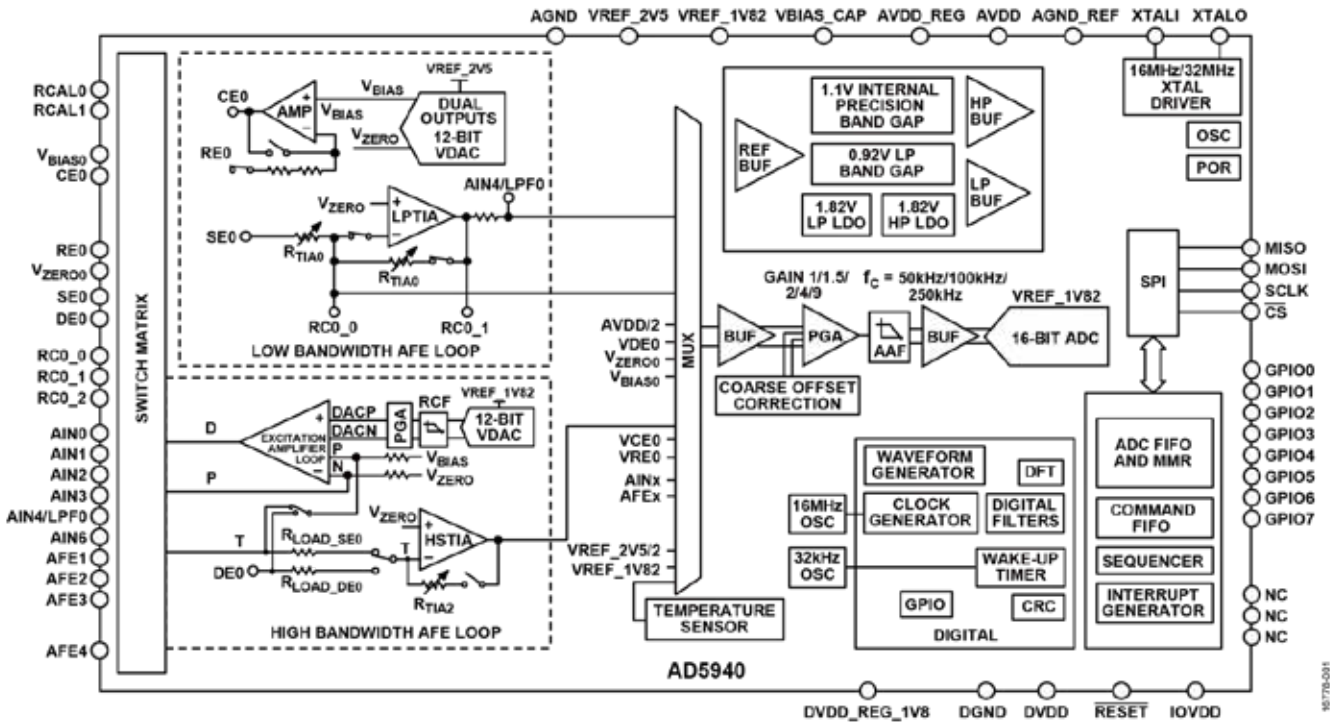 AGND VREF_2V5 VREF_1V82 VBIAS_CAP AVDD_REG AVDD AGND_REF XTALI XTALO
RCAL0
RCAL1
VBIAS0
CE0
RE0
VZERO0
SE0
DE0
RC0_0
RC0_1
RC0_2
AIN0
AIN1
AIN2
AIN3
AIN4/LPF0
AIN6
AFE1
AFE2
AFE3
AFE4
SWITCH MATRIX
VREF_2V5
CE0
AMP
+
−
VBIAS
VBIAS
VZERO
DUAL
OUTPUTS
12-BIT
VDAC
RE0
AIN4/LPF0
VZERO
+
−
LPTIA
SE0
RTIA0
RTIA0
RC0_0
RC0_1
LOW BANDWIDTH AFE LOOP
D
P
T
EXCITATION
AMPLIFIER
LOOP
+
−
DACP
DACN
P
N
PGA
RCF
VREF_1V82
12-BIT
VDAC
VBIAS
VZERO
VZERO
+
−
HSTIA
T
RLOAD_SE0
DE0
RLOAD_DE0
RTIA2
HIGH BANDWIDTH AFE LOOP
MUX
AVDD/2
VDE0
VZERO0
VBIAS0
VCE0
VRE0
AINx
AFEx
VREF_2V5/2
VREF_1V82
TEMPERATURE
SENSOR
REF
BUF
1.1V INTERNAL
PRECISION
BAND GAP
0.92V LP
BAND GAP
1.82V
LP LDO
1.82V
HP LDO
HP
BUF
LP
BUF
16MHz/32MHz
XTAL
DRIVER
OSC
POR
GAIN 1/1.5/
2/4/9
fC = 50kHz/100kHz/
250kHz
VREF_1V82
BUF
PGA
AAF
BUF
16-BIT ADC
COARSE OFFSET
CORRECTION
SPI
MISO
MOSI
SCLK
CS
WAVEFORM
GENERATOR
DFT
16MHz
OSC
CLOCK
GENERATOR
DIGITAL
FILTERS
32kHz
OSC
WAKE-UP
TIMER
GPIO
CRC
DIGITAL
ADC FIFO
AND MMR
COMMAND
FIFO
SEQUENCER
INTERRUPT
GENERATOR
GPIO0
GPIO1
GPIO2
GPIO3
GPIO4
GPIO5
GPIO6
GPIO7
NC
NC
NC
AD5940
DVDD_REG_1V8 DGND DVDD RESET IOVDD
16778-001